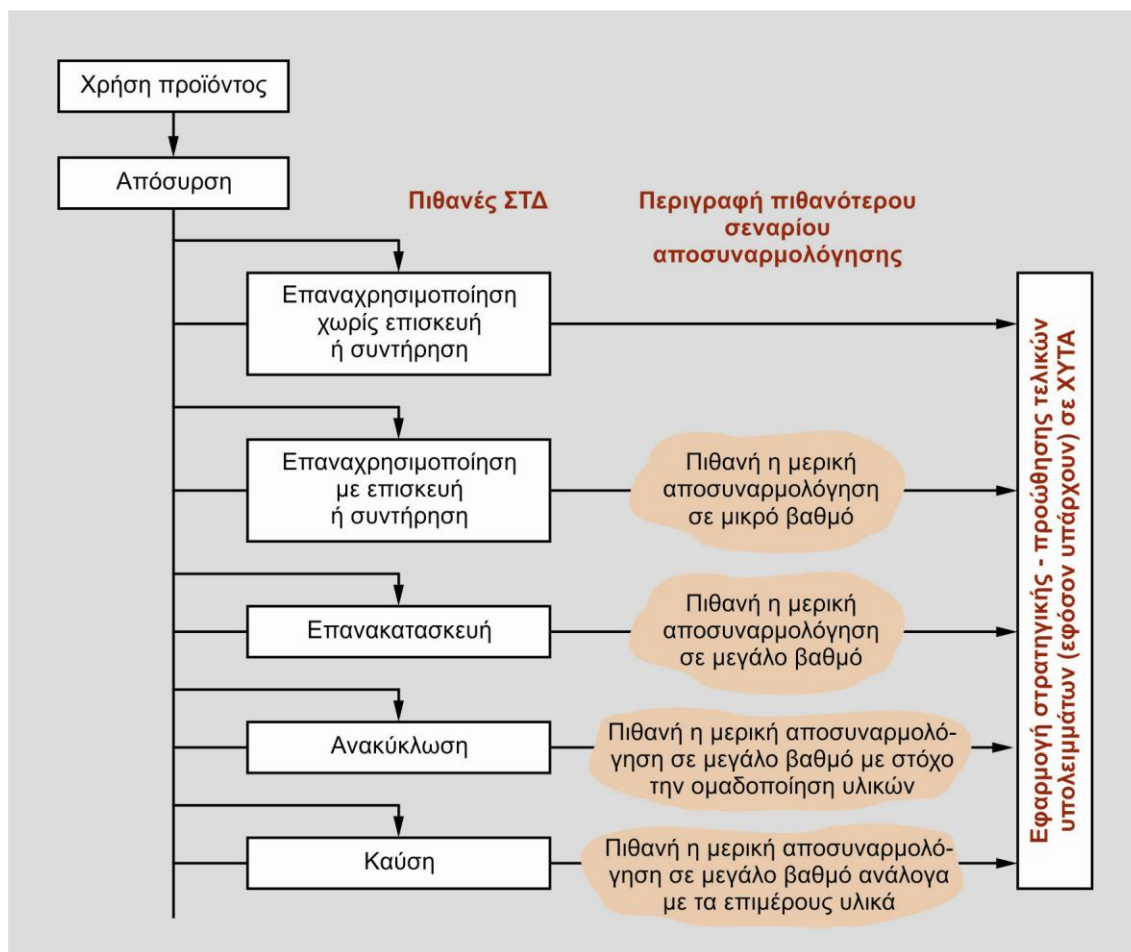 Χρήση προϊόντος
Απόσυρση
Πιθανές ΣΤΔ
Περιγραφή πιθανότερου
σεναρίου
αποσυναρμολόγησης
Επαναχρησιμοποίηση
χωρίς επισκευή
ή συντήρηση
Επαναχρησιμοποίηση
με επισκευή
ή συντήρηση
Πιθανή η μερική
αποσυναρμολόγηση
σε μικρό βαθμό
Επανακατασκευή
Πιθανή η μερική
αποσυναρμολόγηση
σε μεγάλο βαθμό
Ανακύκλωση
Πιθανή η μερική αποσυναρμολό-
γηση σε μεγάλο βαθμό με στόχο
την ομαδοποίηση υλικών
Καύση
Πιθανή η μερική αποσυναρμολό-
γηση σε μεγάλο βαθμό ανάλογα
με τα επιμέρους υλικά
Εφαρμογή στρατηγικής - προώθησης τελικών
υπολειμμάτων (εφόσον υπάρχουν) σε ΧΥΤΑ